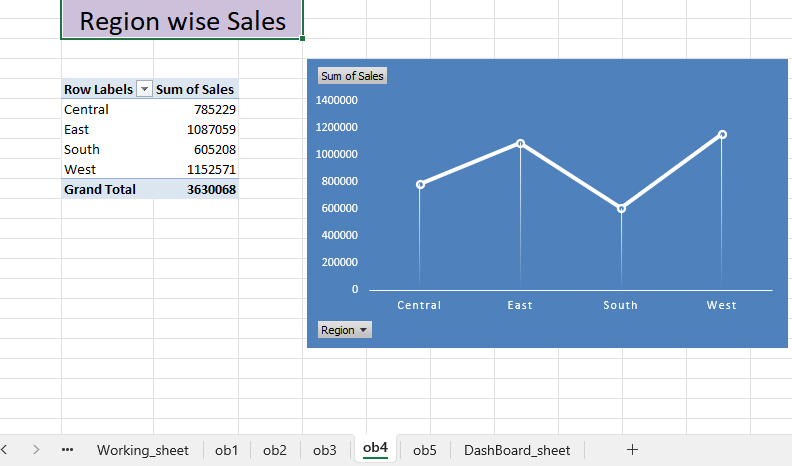 Region wise Sales
Row Labels Sum of Sales
Central 785229
East 1087059
South 605208
West 1152571
Grand Total 3630068
Sum of Sales
1400000
1200000
1000000
800000
600000
400000
200000
0
Central East South West
Region
Working_sheet ob1 ob2 ob3 ob4 ob5 DashBoard_sheet